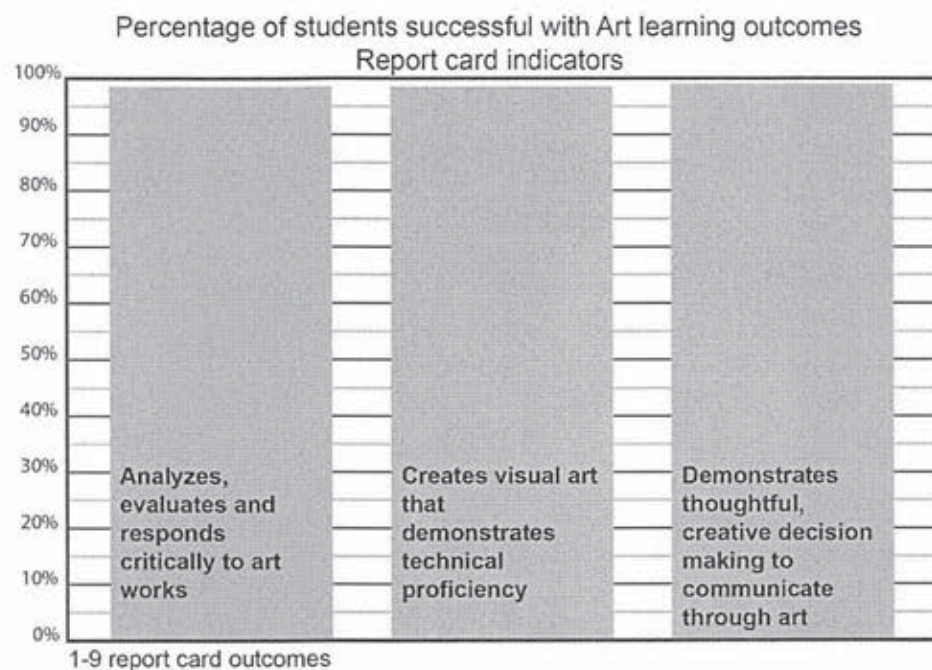 Percentage of students successful with Art learning outcomes
Report card indicators
100%
90%
80%
70%
60%
50%
40%
30%
20%
10%
0%
Analyzes,
evaluates and
responds
critically to art
works
Creates visual art
that
demonstrates
technical
proficiency
Demonstrates
thoughtful,
creative decision
making to
communicate
through art
1-9 report card outcomes